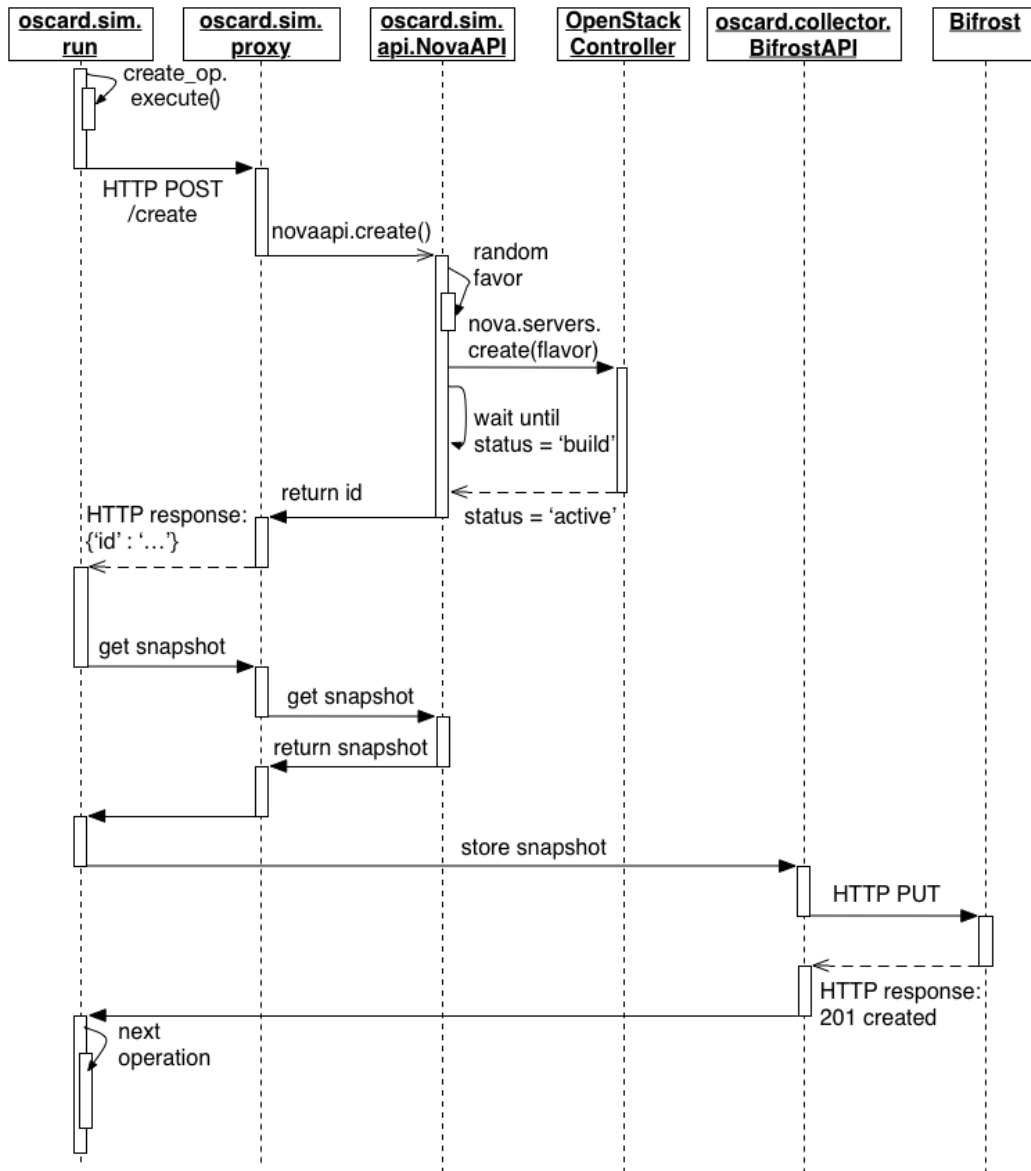 oscard.sim.
run
oscard.sim.
proxy
oscard.sim.
api.NovaAPI
OpenStack
Controller
oscard.collector.
BifrostAPI
Bifrost
create_op.
execute()
HTTP POST
/create
novaapi.create()
random
favor
nova.servers.
create(flavor)
wait until
status = ‘build’
return id
status = ‘active’
HTTP response:
{‘id’ : ‘…’}
get snapshot
get snapshot
return snapshot
store snapshot
HTTP PUT
HTTP response:
201 created
next
operation